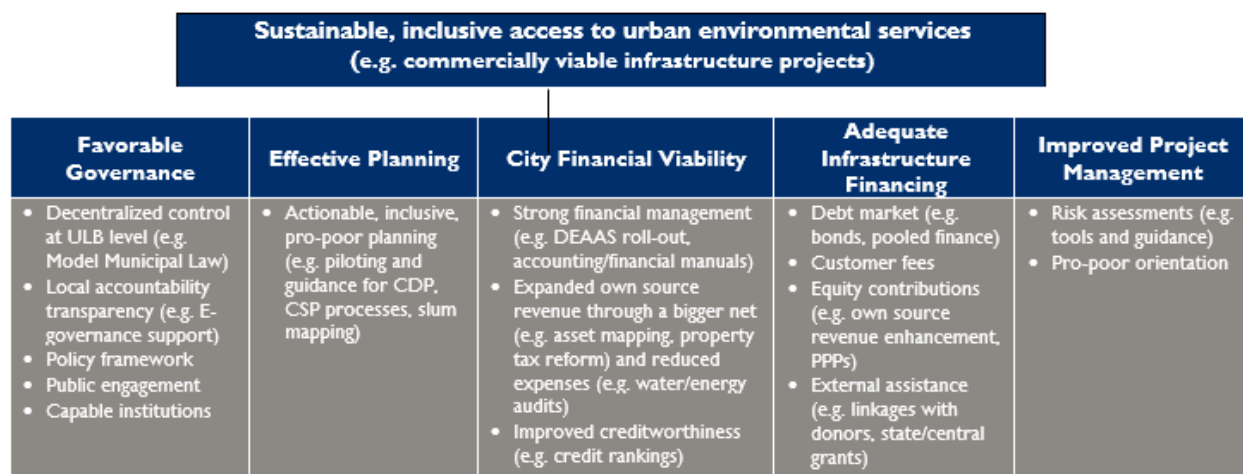 Sustainable, inclusive access to urban environmental services
(e.g. commercially viable infrastructure projects)
Favorable
Governance
• Decentralized control
at ULB level (e.g.
Model Municipal Law)
• Local accountability
transparency (e.g. E-
governance support)
• Policy framework
• Public engagement
• Capable institutions
Effective Planning
• Actionable, inclusive,
pro-poor planning
(e.g. piloting and
guidance for CDP,
CSP processes, slum
mapping)
City Financial Viability
• Strong financial management
(e.g. DEAAS roll-out,
accounting/financial manuals)
• Expanded own source
revenue through a bigger net
(e.g. asset mapping, property
tax reform) and reduced
expenses (e.g. water/energy
audits)
• Improved creditworthiness
(e.g. credit rankings)
Adequate
Infrastructure
Financing
• Debt market (e.g.
bonds, pooled finance)
• Customer fees
• Equity contributions
(e.g. own source
revenue enhancement,
PPPs)
• External assistance
(e.g. linkages with
donors, state/central
grants)
Improved Project
Management
• Risk assessments (e.g.
tools and guidance)
• Pro-poor orientation